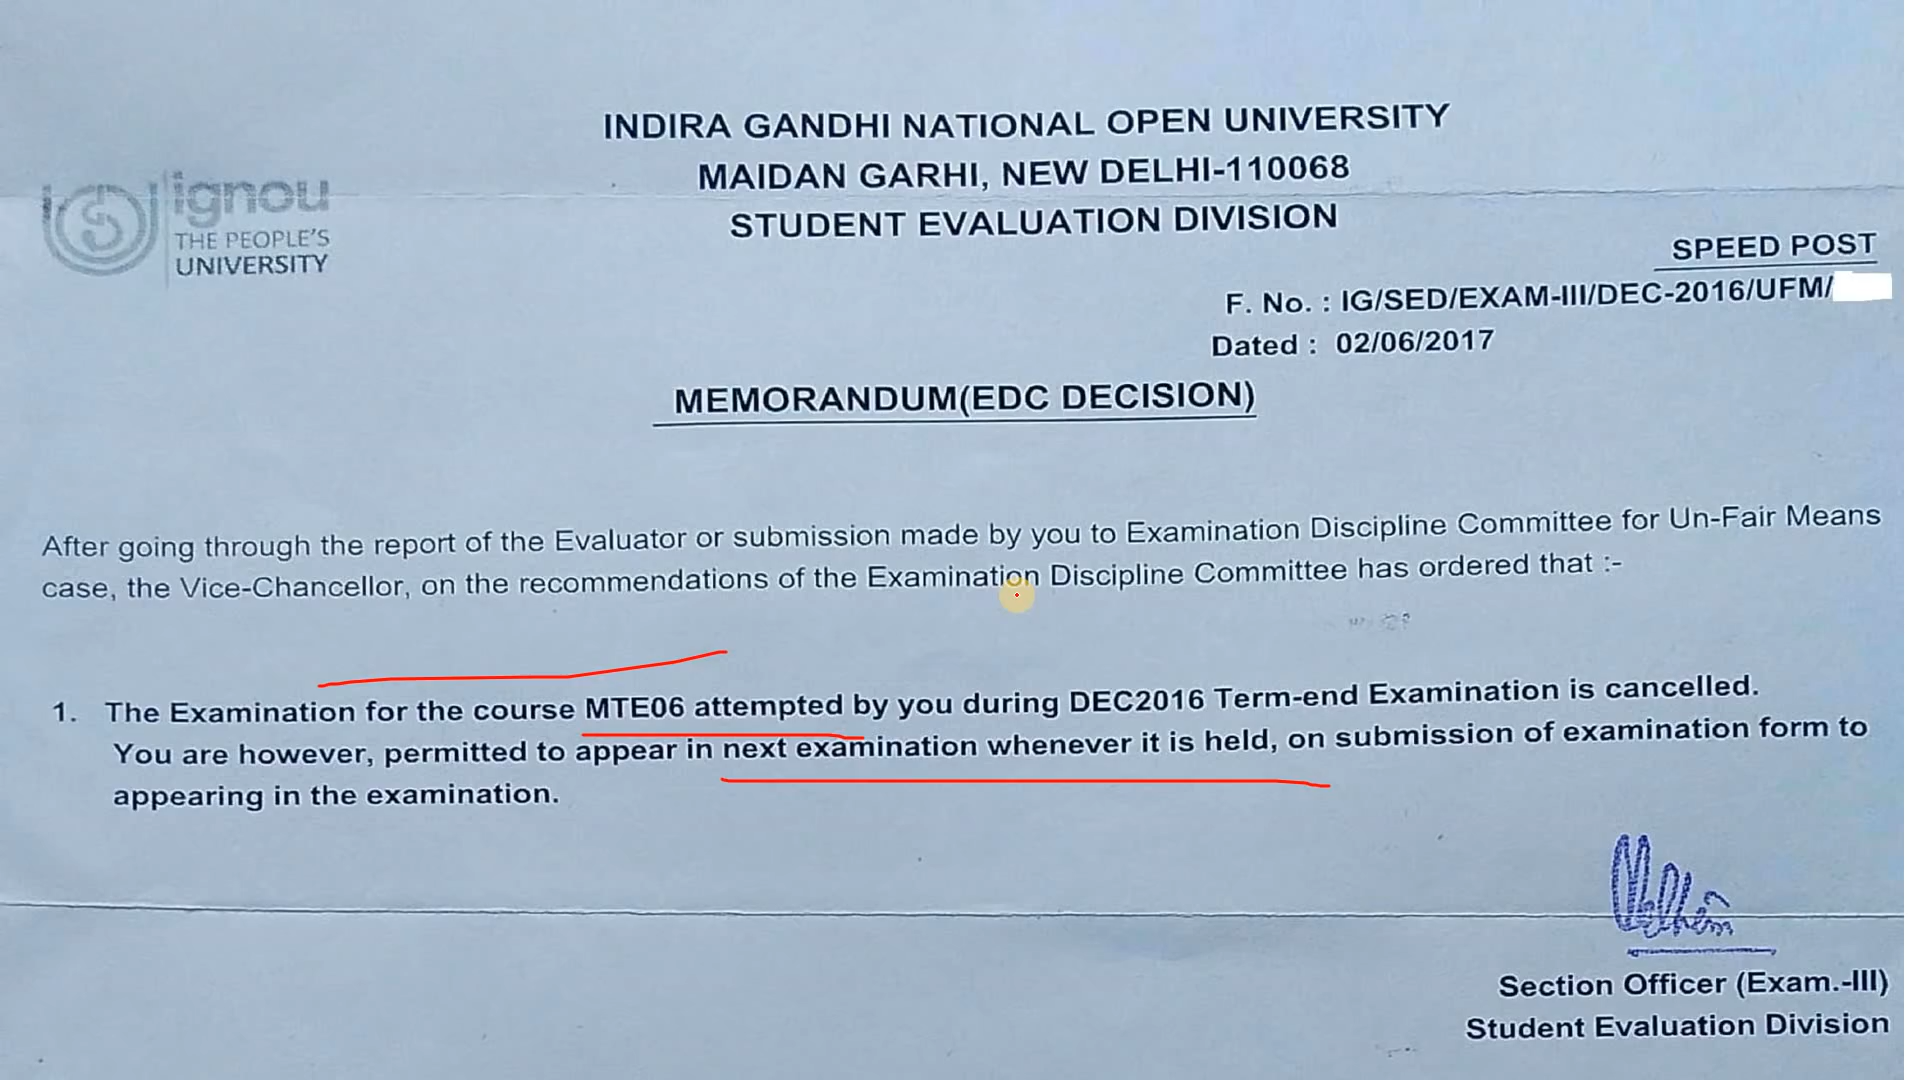 INDIRA GANDHI NATIONAL OPEN UNIVERSITY
MAIDAN GARHI, NEW DELHI-110068
STUDENT EVALUATION DIVISION
ignou
THE PEOPLE'S
UNIVERSITY
SPEED POST
F. No. : IG/SED/EXAM-III/DEC-2016/UFM/
Dated : 02/06/2017
MEMORANDUM(EDC DECISION)
After going through the report of the Evaluator or submission made by you to Examination Discipline Committee for Un-Fair Means
case, the Vice-Chancellor, on the recommendations of the Examination Discipline Committee has ordered that :-
1. The Examination for the course MTE06 attempted by you during DEC2016 Term-end Examination is cancelled.
You are however, permitted to appear in next examination whenever it is held, on submission of examination form to
appearing in the examination.
Section Officer (Exam.-III)
Student Evaluation Division